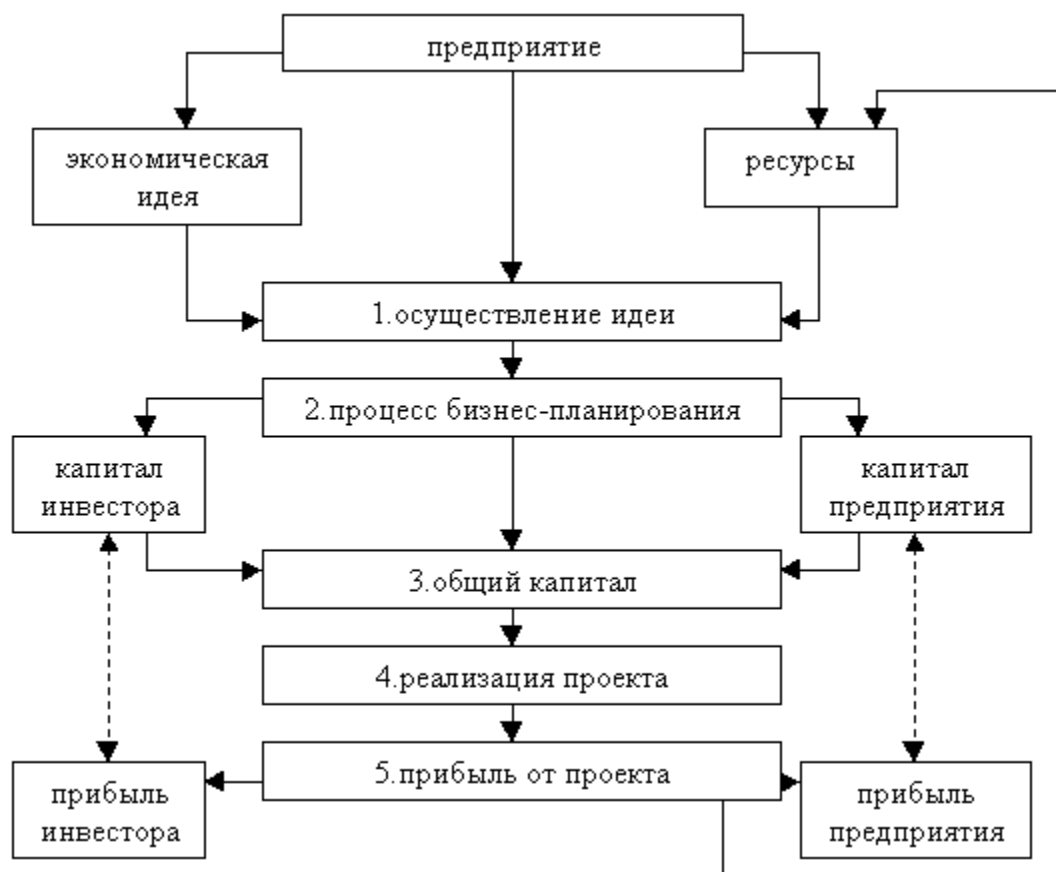 предприятие
экономическая
идея
ресурсы
1.осуществление идеи
2.процесс бизнес-планирования
капитал
инвестора
капитал
предприятия
3.общий капитал
4.реализация проекта
5.прибыль от проекта
прибыль
инвестора
прибыль
предприятия